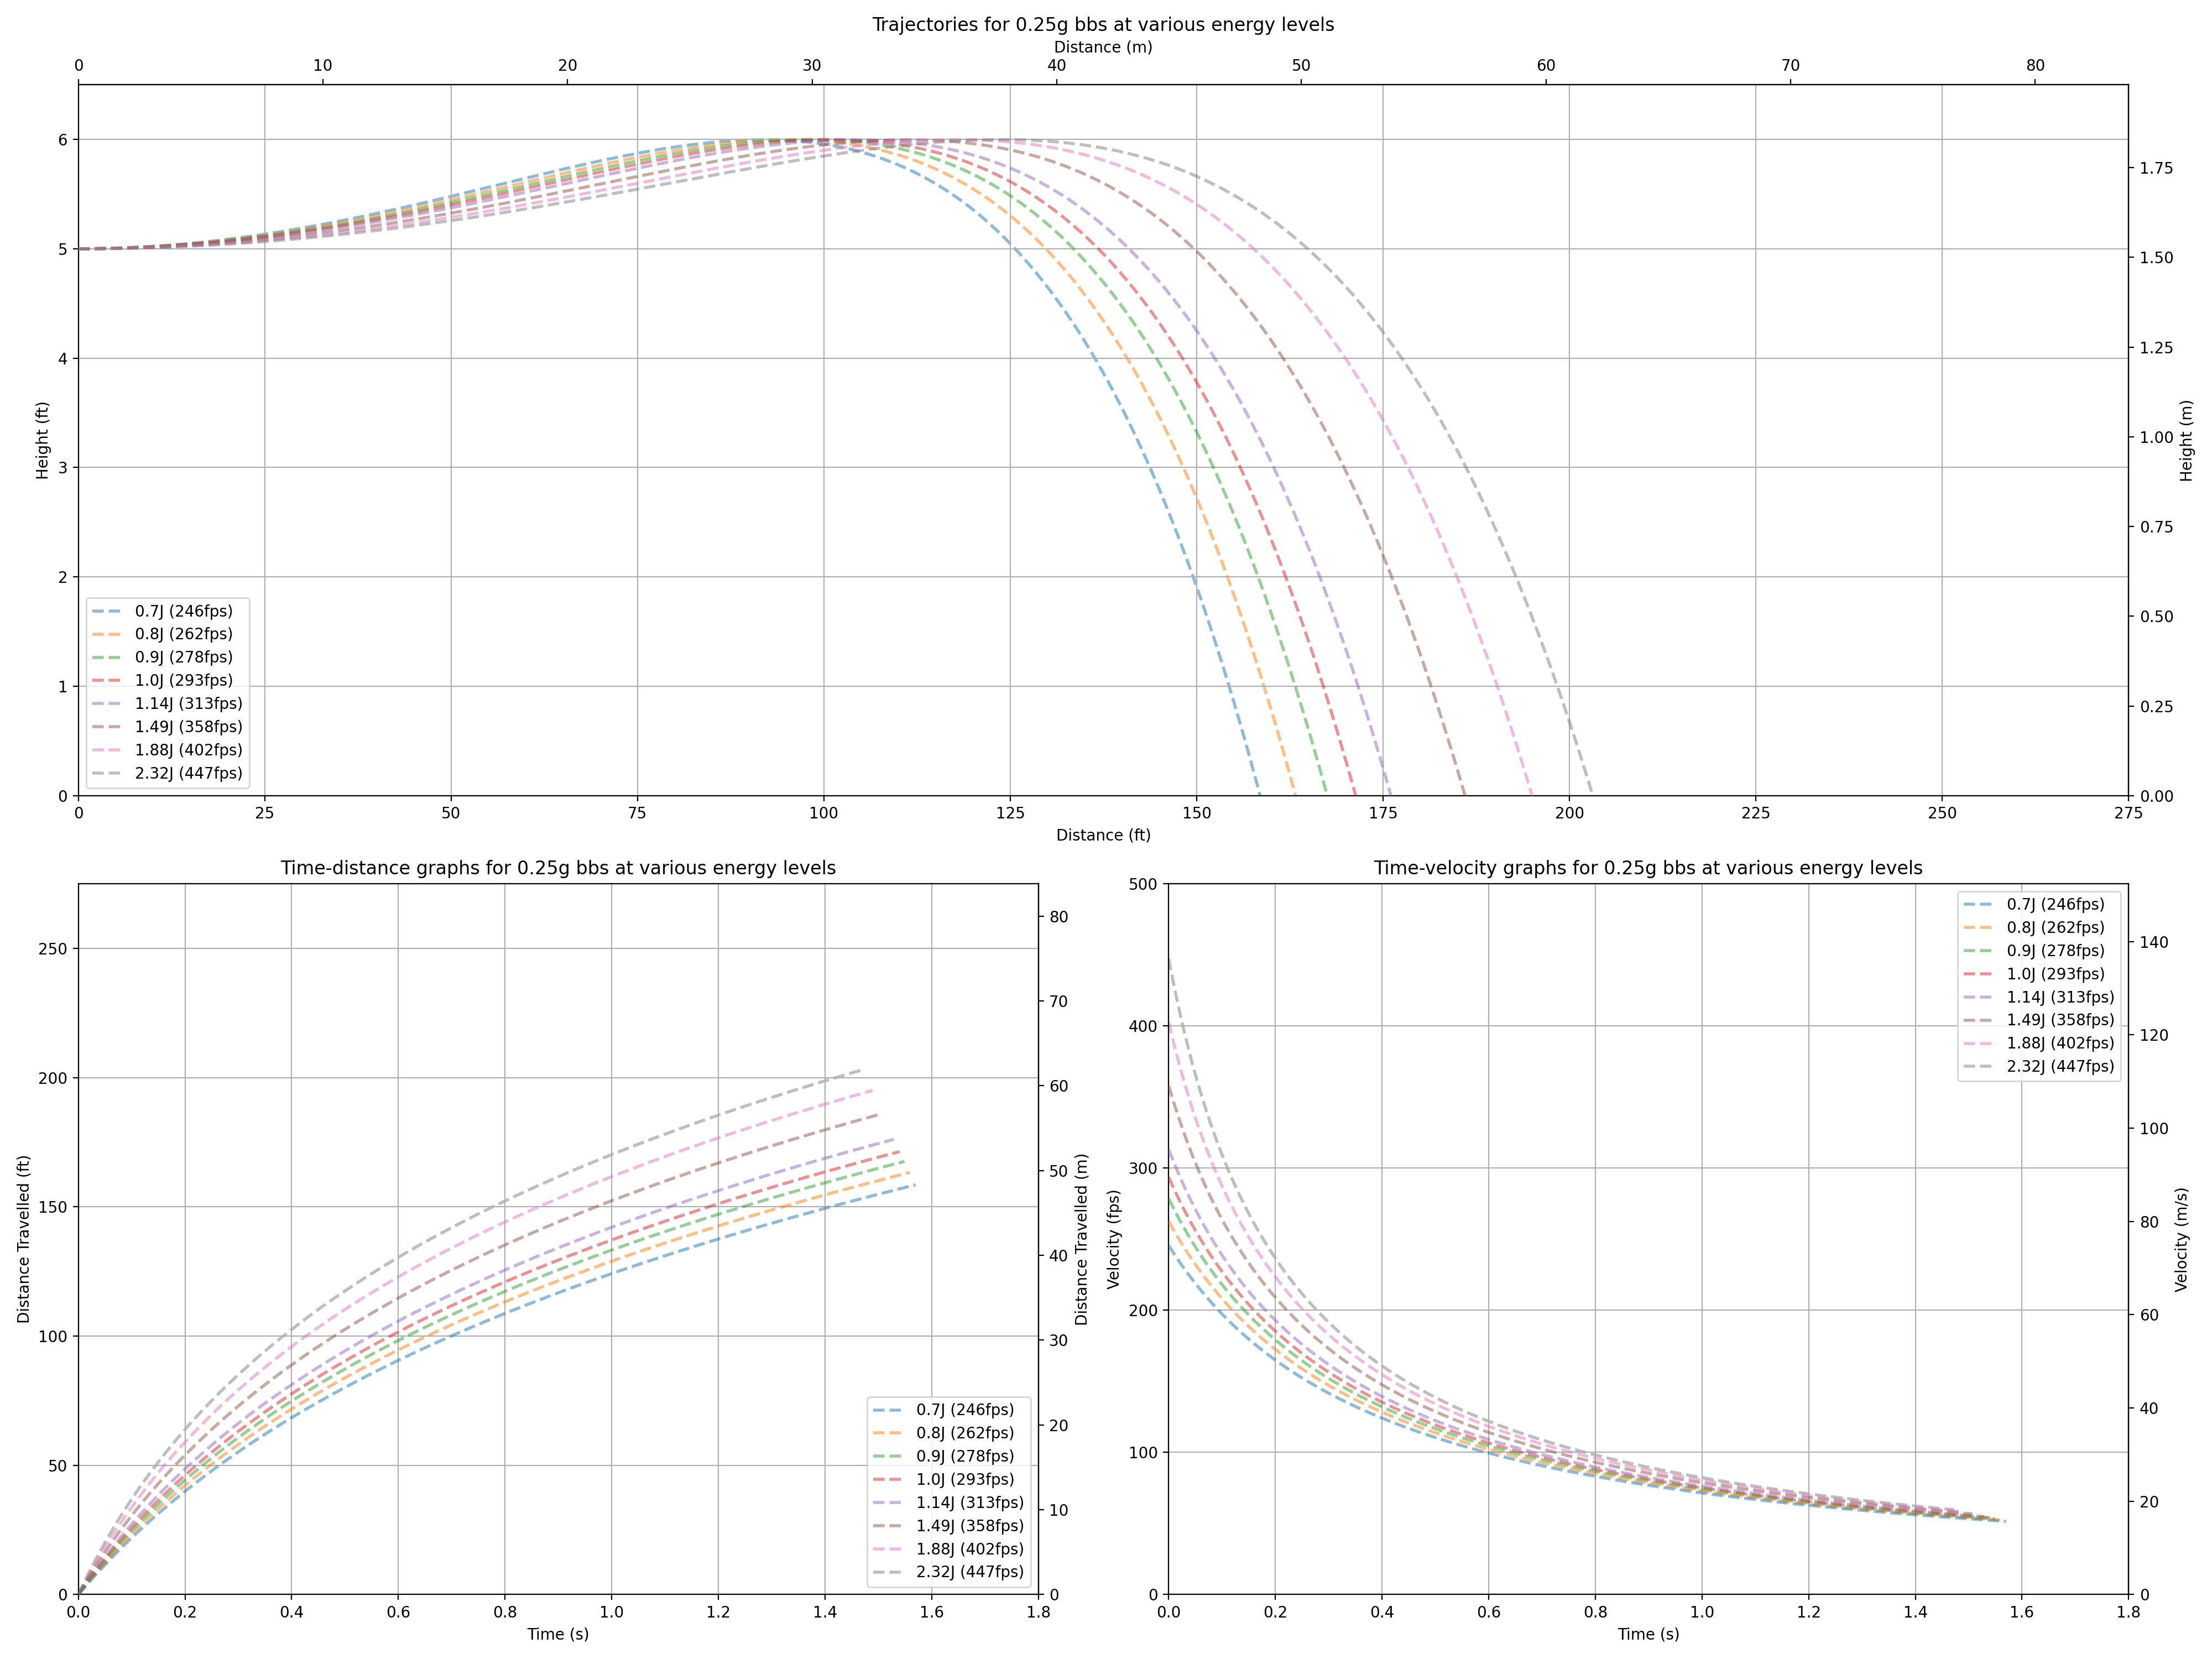 Trajectories for 0.25g bbs at various energy levels
Distance (m)
0 10 20 30 40 50 60 70 80
6
5
4
3
2
1
0
Height (ft)
1.75
1.50
1.25
1.00
0.75
0.50
0.25
0.00
Height (m)
0.7J (246fps)
0.8J (262fps)
0.9J (278fps)
1.0J (293fps)
1.14J (313fps)
1.49J (358fps)
1.88J (402fps)
2.32J (447fps)
0 25 50 75 100 125 150 175 200 225 250 275
Distance (ft)
Time-distance graphs for 0.25g bbs at various energy levels
250
200
150
100
50
0
Distance Travelled (ft)
80
70
60
50
40
30
20
10
0
Distance Travelled (m)
0.7J (246fps)
0.8J (262fps)
0.9J (278fps)
1.0J (293fps)
1.14J (313fps)
1.49J (358fps)
1.88J (402fps)
2.32J (447fps)
0.0 0.2 0.4 0.6 0.8 1.0 1.2 1.4 1.6 1.8
Time (s)
Time-velocity graphs for 0.25g bbs at various energy levels
500
400
300
200
100
0
Velocity (fps)
140
120
100
80
60
40
20
0
Velocity (m/s)
0.7J (246fps)
0.8J (262fps)
0.9J (278fps)
1.0J (293fps)
1.14J (313fps)
1.49J (358fps)
1.88J (402fps)
2.32J (447fps)
0.0 0.2 0.4 0.6 0.8 1.0 1.2 1.4 1.6 1.8
Time (s)